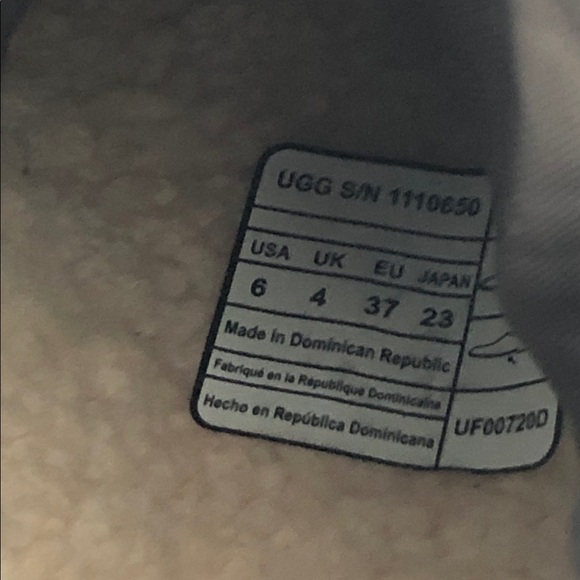 UGG S/N 1110650
USA UK EU JAPAN
6 4 37 23
Made in Dominican Republic
Fabriqué en la République Dominicaine
Hecho en República Dominicana
UF00720D